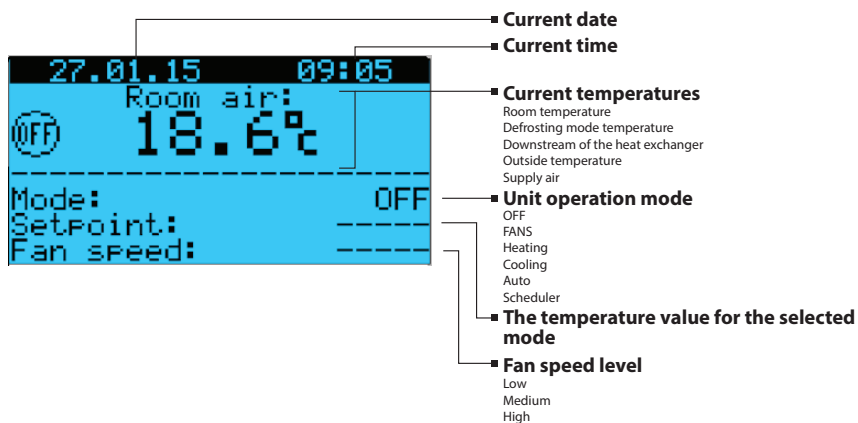 Current date
Current time
27.01.15 09:05
Room air:
OFF 18.6°C
Mode: OFF
Setpoint: -----
Fan speed: -----
Current temperatures
Room temperature
Defrosting mode temperature
Downstream of the heat exchanger
Outside temperature
Supply air
Unit operation mode
OFF
FANS
Heating
Cooling
Auto
Scheduler
The temperature value for the selected
mode
Fan speed level
Low
Medium
High